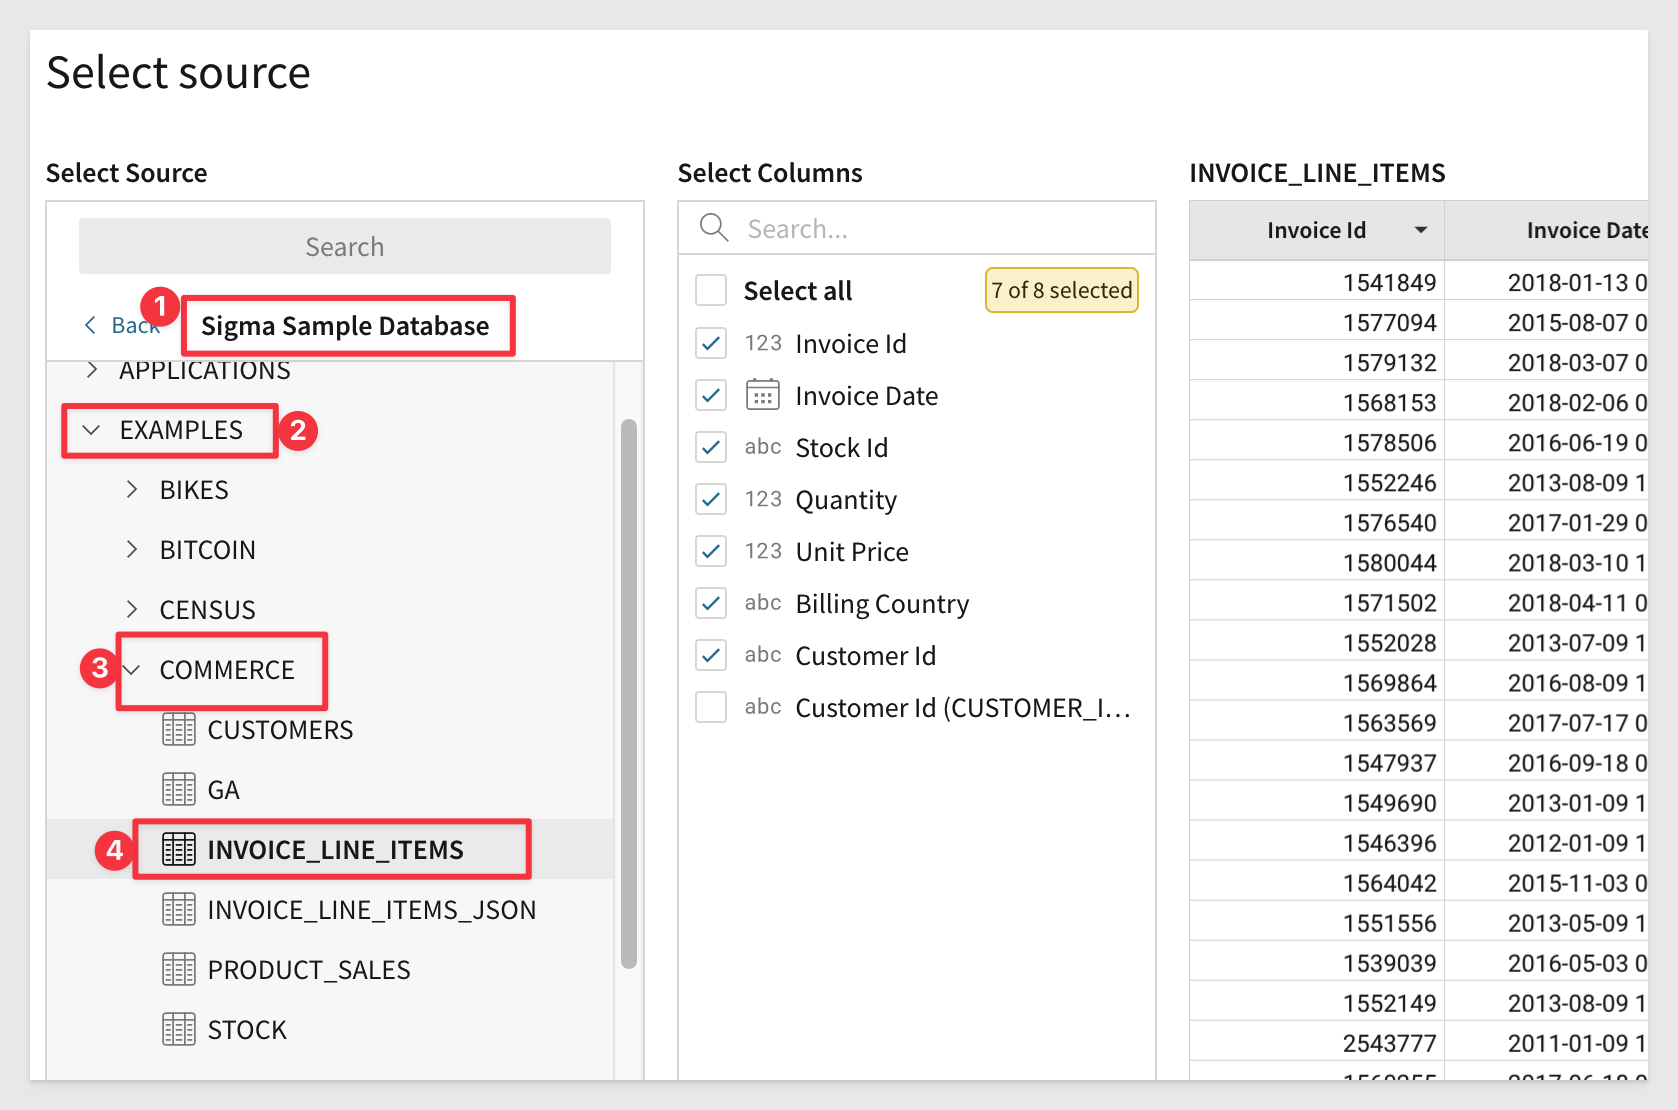 Select source
Select Source
Search
1
Back
Sigma Sample Database
APPLICATIONS
EXAMPLES
2
BIKES
BITCOIN
CENSUS
3
COMMERCE
CUSTOMERS
GA
4
INVOICE_LINE_ITEMS
INVOICE_LINE_ITEMS_JSON
PRODUCT_SALES
STOCK
Select Columns
Search...
Select all
7 of 8 selected
123 Invoice Id
Invoice Date
abc Stock Id
123 Quantity
123 Unit Price
abc Billing Country
abc Customer Id
abc Customer Id (CUSTOMER_I...
INVOICE_LINE_ITEMS
Invoice Id Invoice Date
1541849 2018-01-13 0
1577094 2015-08-07 0
1579132 2018-03-07 0
1568153 2018-02-06 0
1578506 2016-06-19 0
1552246 2013-08-09 1
1576540 2017-01-29 0
1580044 2018-03-10 1
1571502 2018-04-11 0
1552028 2013-07-09 1
1569864 2016-08-09 1
1563569 2017-07-17 0
1547937 2016-09-18 0
1549690 2013-01-09 1
1546396 2012-01-09 1
1564042 2015-11-03 0
1551556 2013-05-09 1
1539039 2016-05-03 0
1552149 2013-08-09 1
2543777 2011-01-09 1